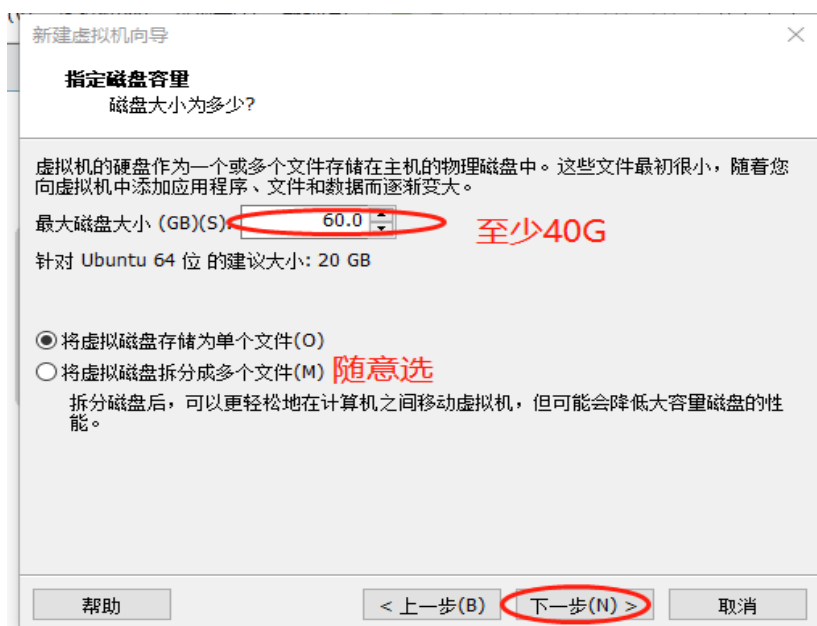 新建虚拟机向导
指定磁盘容量
磁盘大小为多少?
虚拟机的硬盘作为一个或多个文件存储在主机的物理磁盘中。这些文件最初很小，随着您
向虚拟机中添加应用程序、文件和数据而逐渐变大。
最大磁盘大小 (GB)(S): 60.0 至少40G
针对 Ubuntu 64 位 的建议大小: 20 GB
将虚拟磁盘存储为单个文件(O)
将虚拟磁盘拆分成多个文件(M) 随意选
拆分磁盘后，可以更轻松地在计算机之间移动虚拟机，但可能会降低大容量磁盘的性
能。
帮助 < 上一步(B) 下一步(N) > 取消